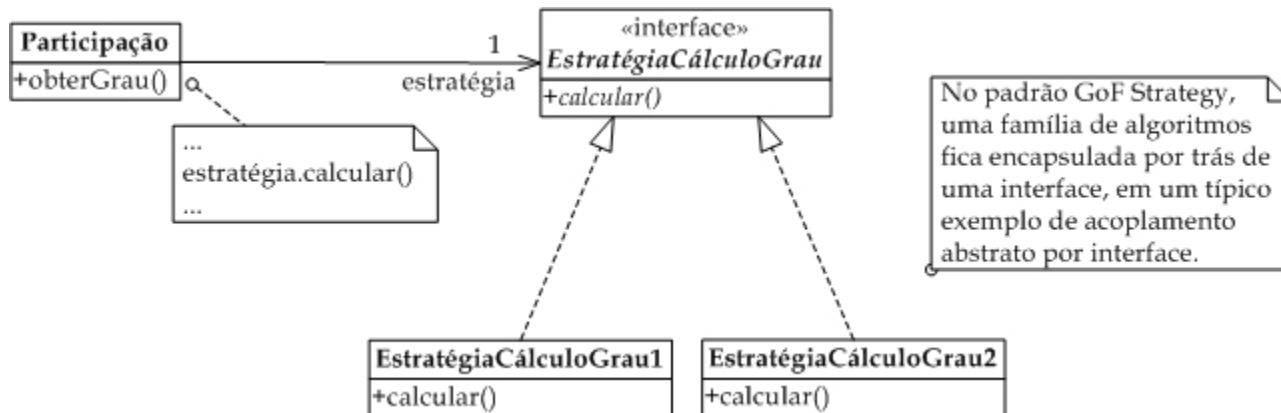 Participação
+obterGrau()
1
estratégia
«interface»
EstratégiaCálculoGrau
+calcular()
...
estratégia.calcular()
...
No padrão GoF Strategy,
uma família de algoritmos
fica encapsulada por trás de
uma interface, em um típico
exemplo de acoplamento
abstrato por interface.
EstratégiaCálculoGrau1
+calcular()
EstratégiaCálculoGrau2
+calcular()